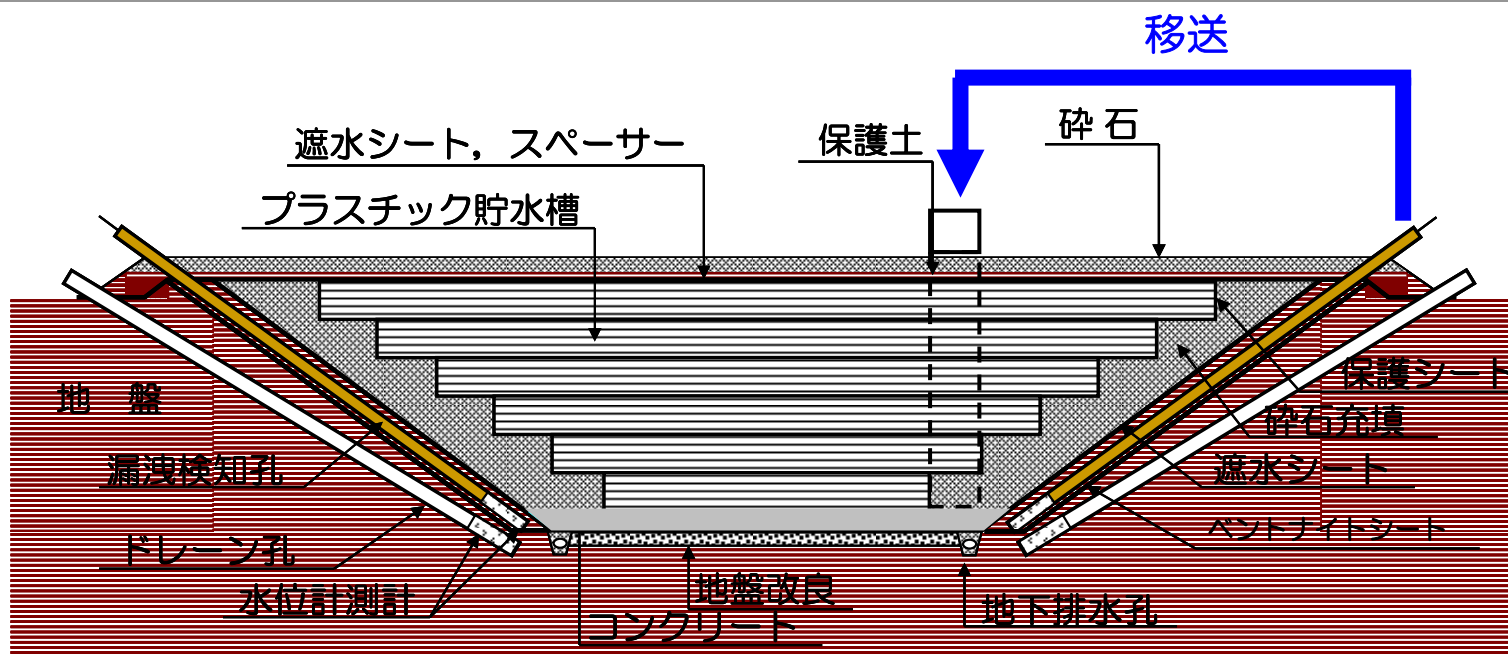 移送
砕石
保護土
遮水シート，スペーサー
プラスチック貯水槽
保護シート
地盤
砕石充填
漏洩検知孔
遮水シート
ベントナイトシート
ドレーン孔
水位計測計
地盤改良
地下排水孔
コンクリート